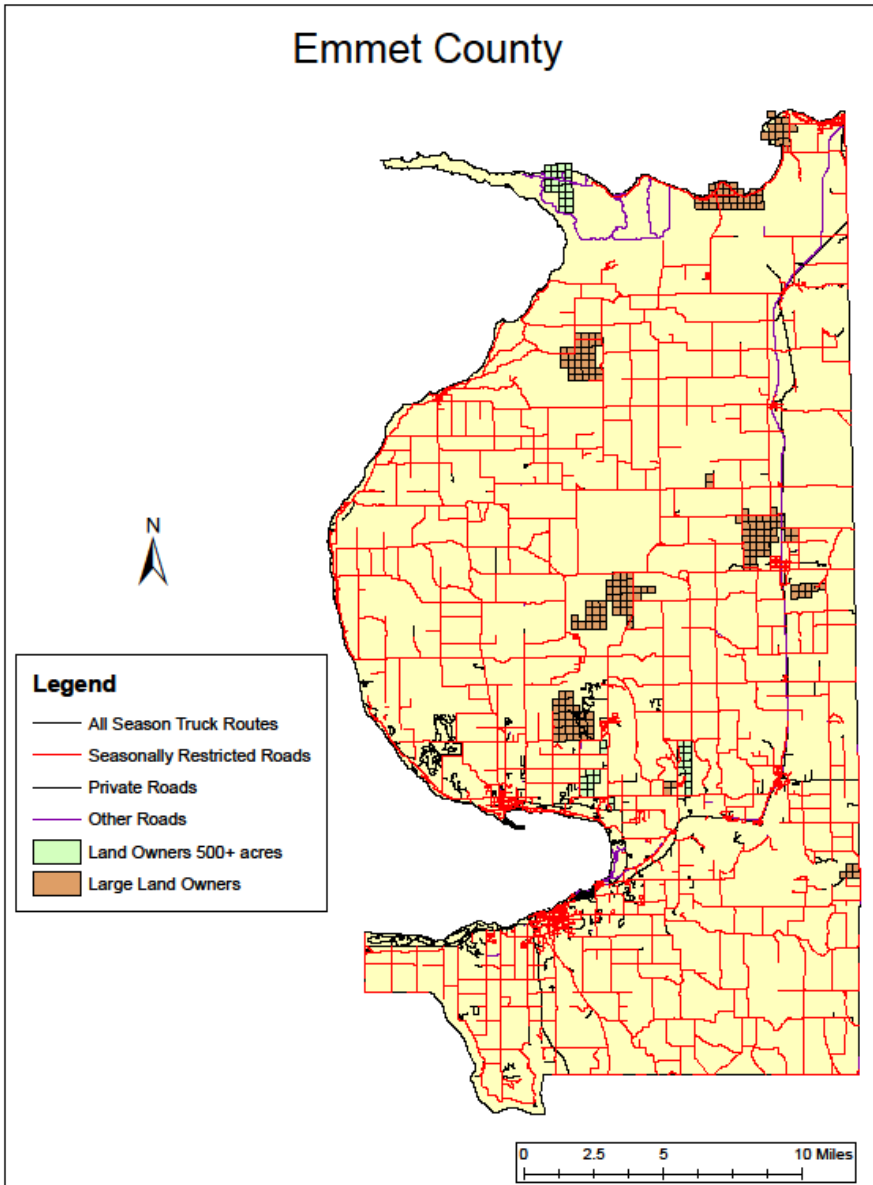 Emmet County
N
Legend
All Season Truck Routes
Seasonally Restricted Roads
Private Roads
Other Roads
Land Owners 500+ acres
Large Land Owners
0 2.5 5 10 Miles